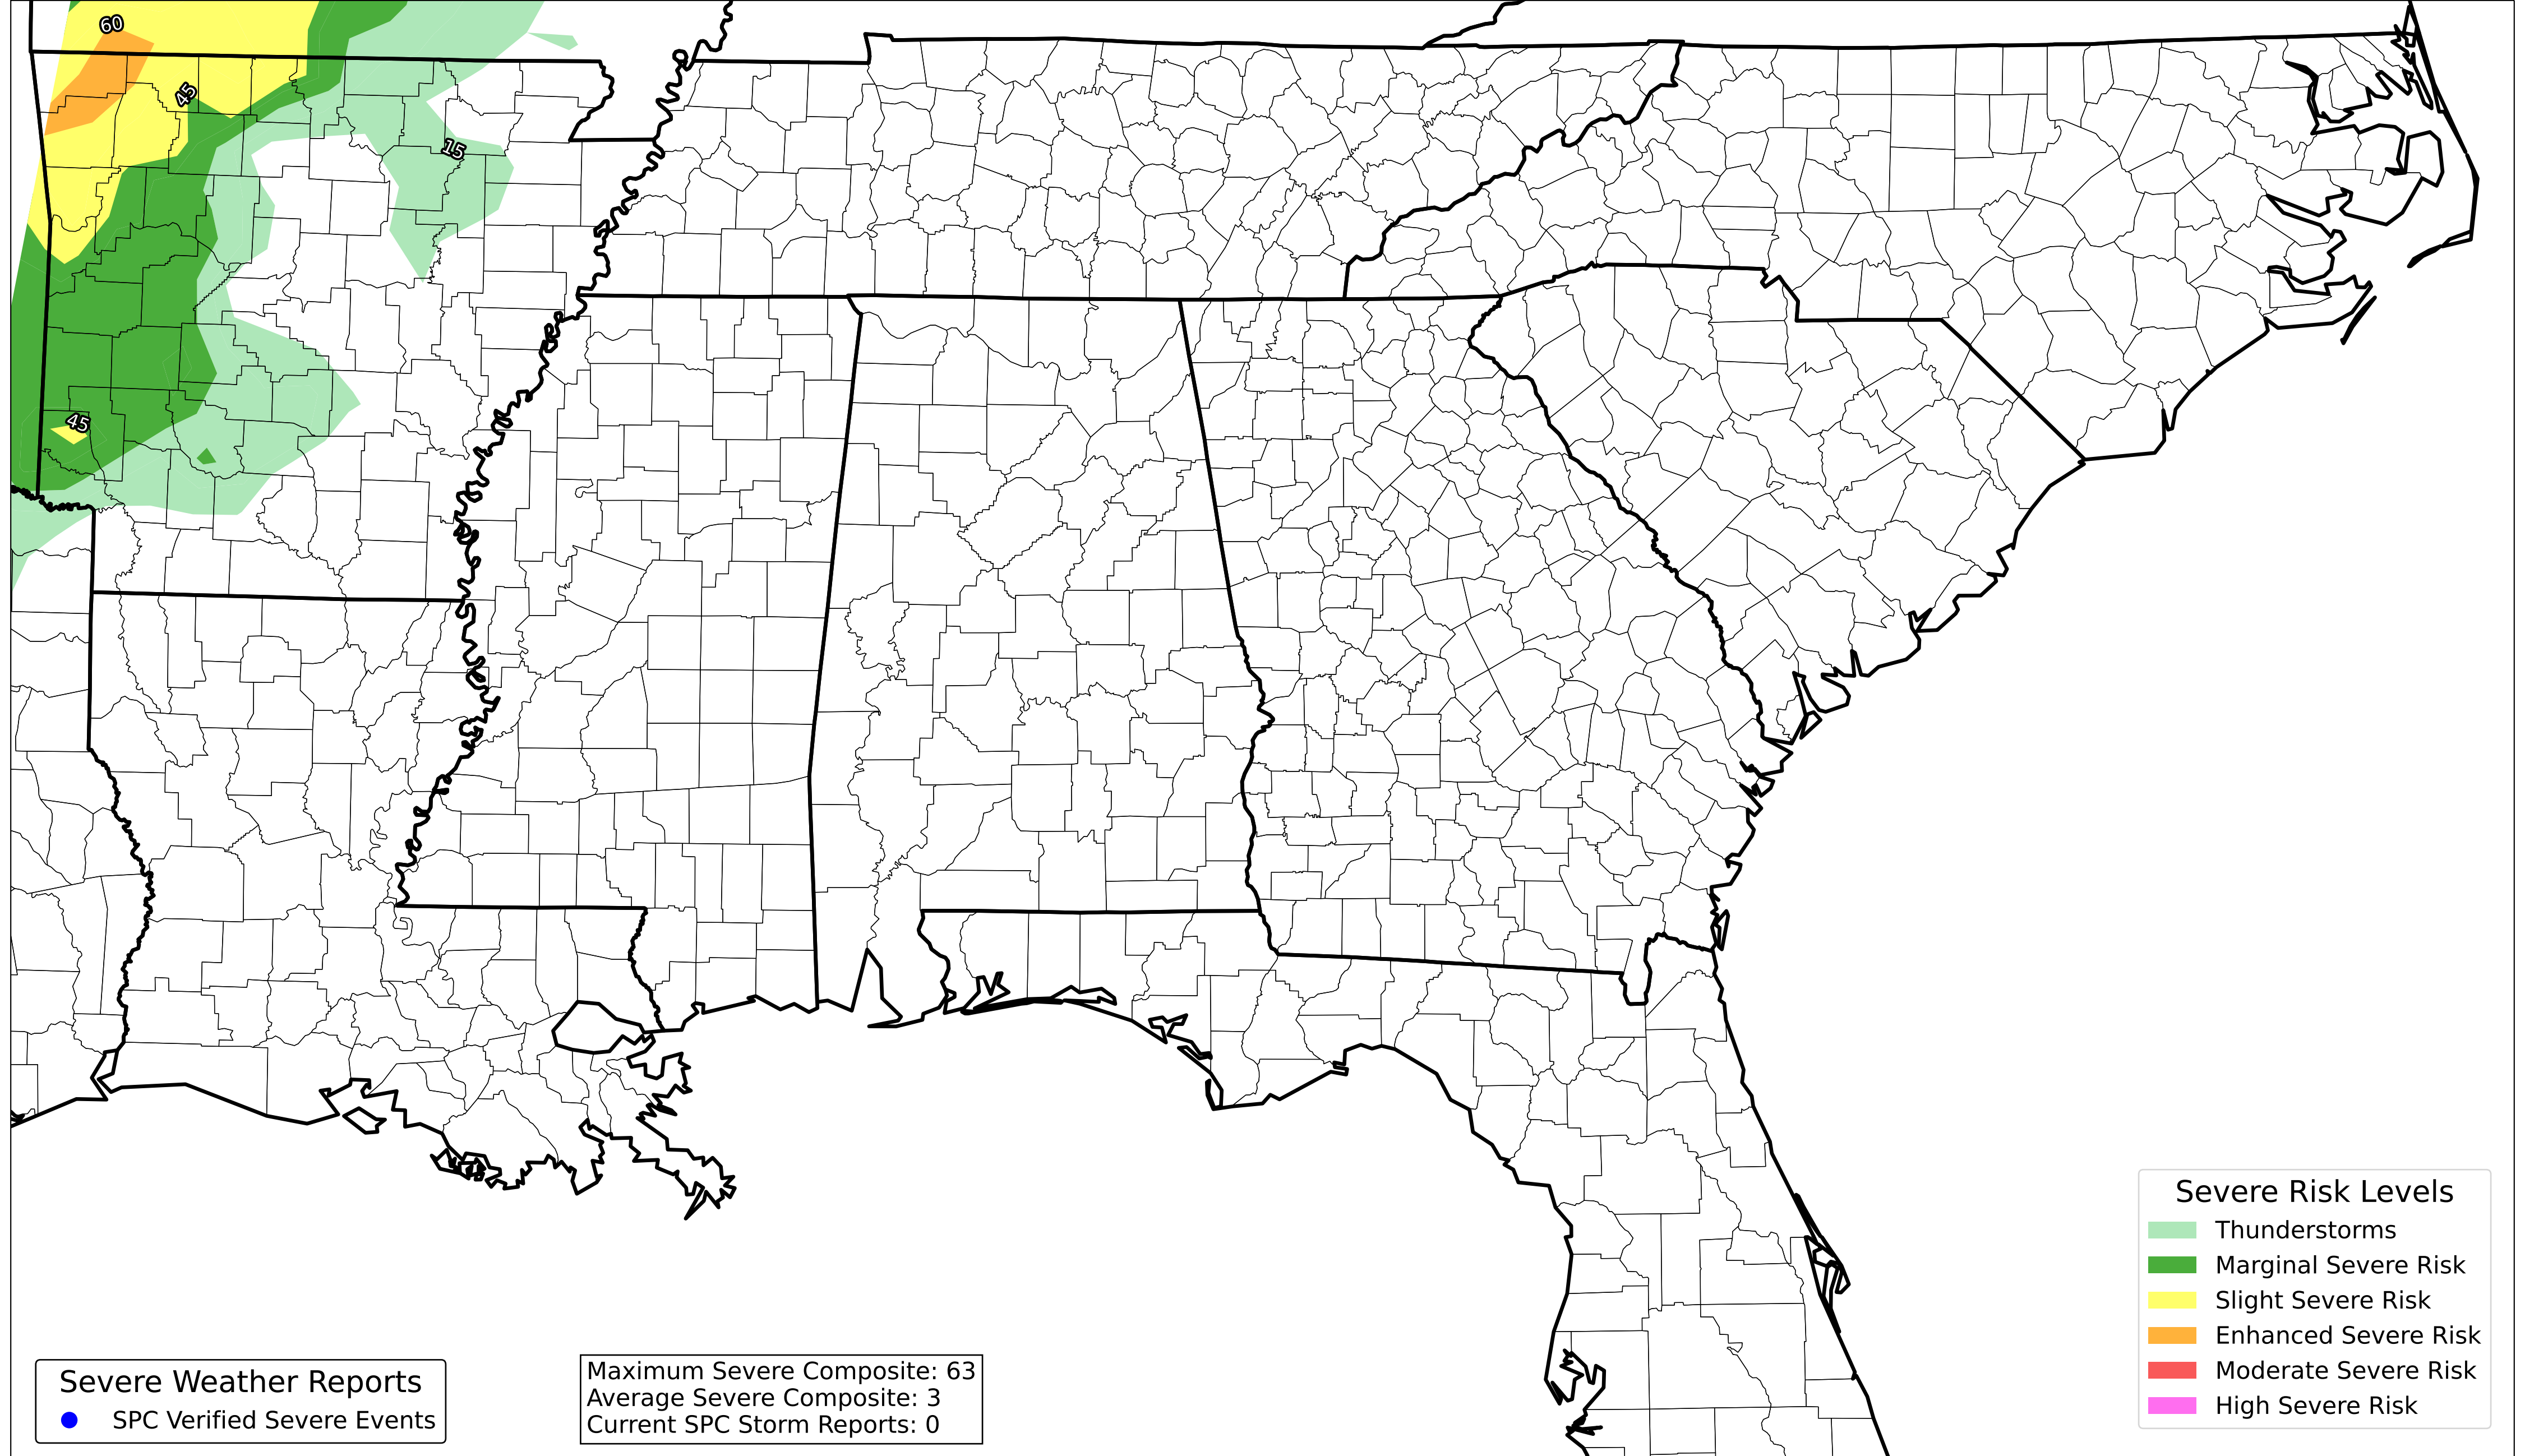 60
45
15
45
Severe Risk Levels
Thunderstorms
Marginal Severe Risk
Slight Severe Risk
Enhanced Severe Risk
Moderate Severe Risk
High Severe Risk
Severe Weather Reports
SPC Verified Severe Events
Maximum Severe Composite: 63
Average Severe Composite: 3
Current SPC Storm Reports: 0